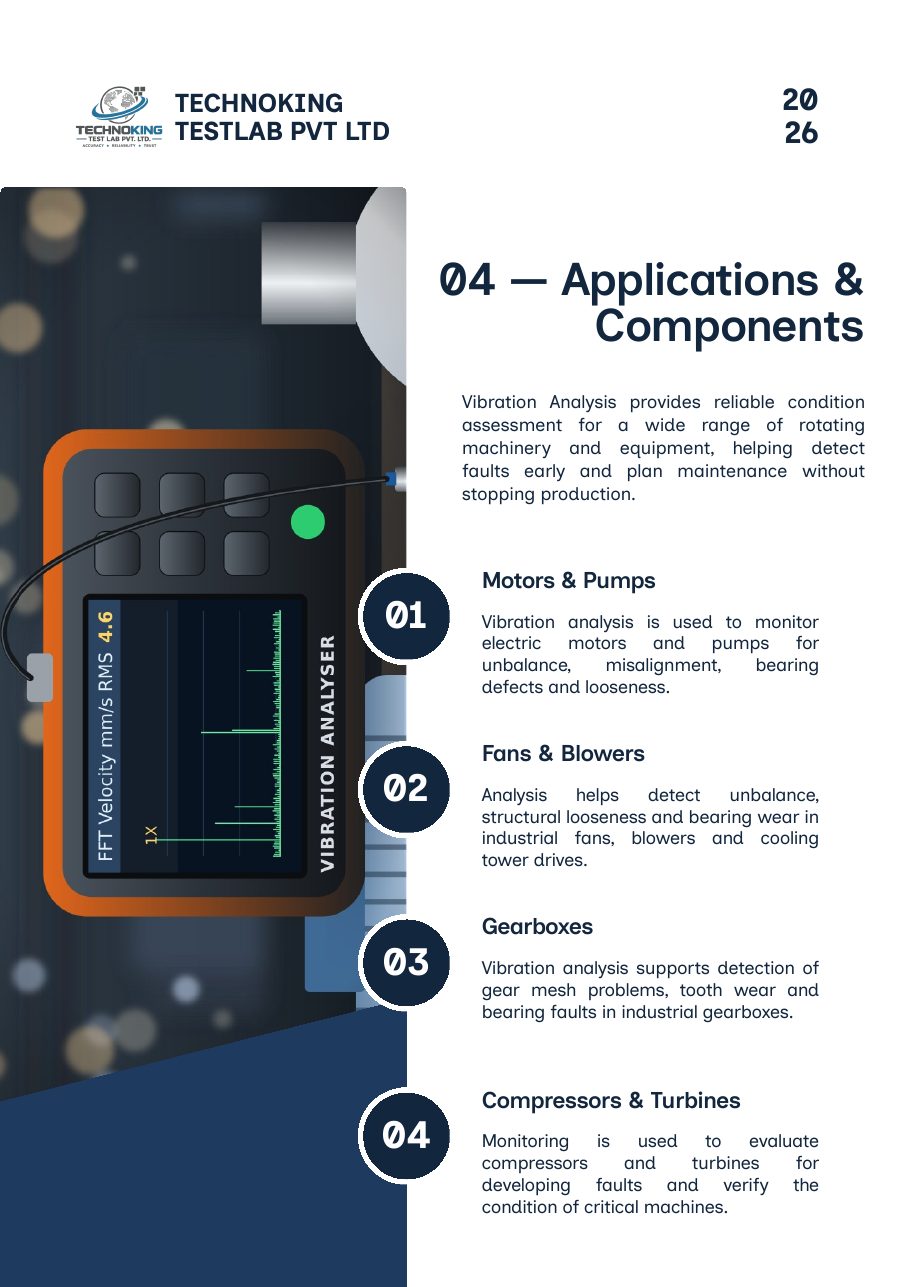 TECHNOKING
TEST LAB PVT. LTD.
ACCURACY • RELIABILITY • TRUST
TECHNOKING
TESTLAB PVT LTD
20
26
04 — Applications &
Components
Vibration Analysis provides reliable condition
assessment for a wide range of rotating
machinery and equipment, helping detect
faults early and plan maintenance without
stopping production.
FFT Velocity mm/s RMS 4.6
1X
VIBRATION ANALYSER
01
Motors & Pumps
Vibration analysis is used to monitor
electric motors and pumps for
unbalance, misalignment, bearing
defects and looseness.
02
Fans & Blowers
Analysis helps detect unbalance,
structural looseness and bearing wear in
industrial fans, blowers and cooling
tower drives.
03
Gearboxes
Vibration analysis supports detection of
gear mesh problems, tooth wear and
bearing faults in industrial gearboxes.
04
Compressors & Turbines
Monitoring is used to evaluate
compressors and turbines for
developing faults and verify the
condition of critical machines.